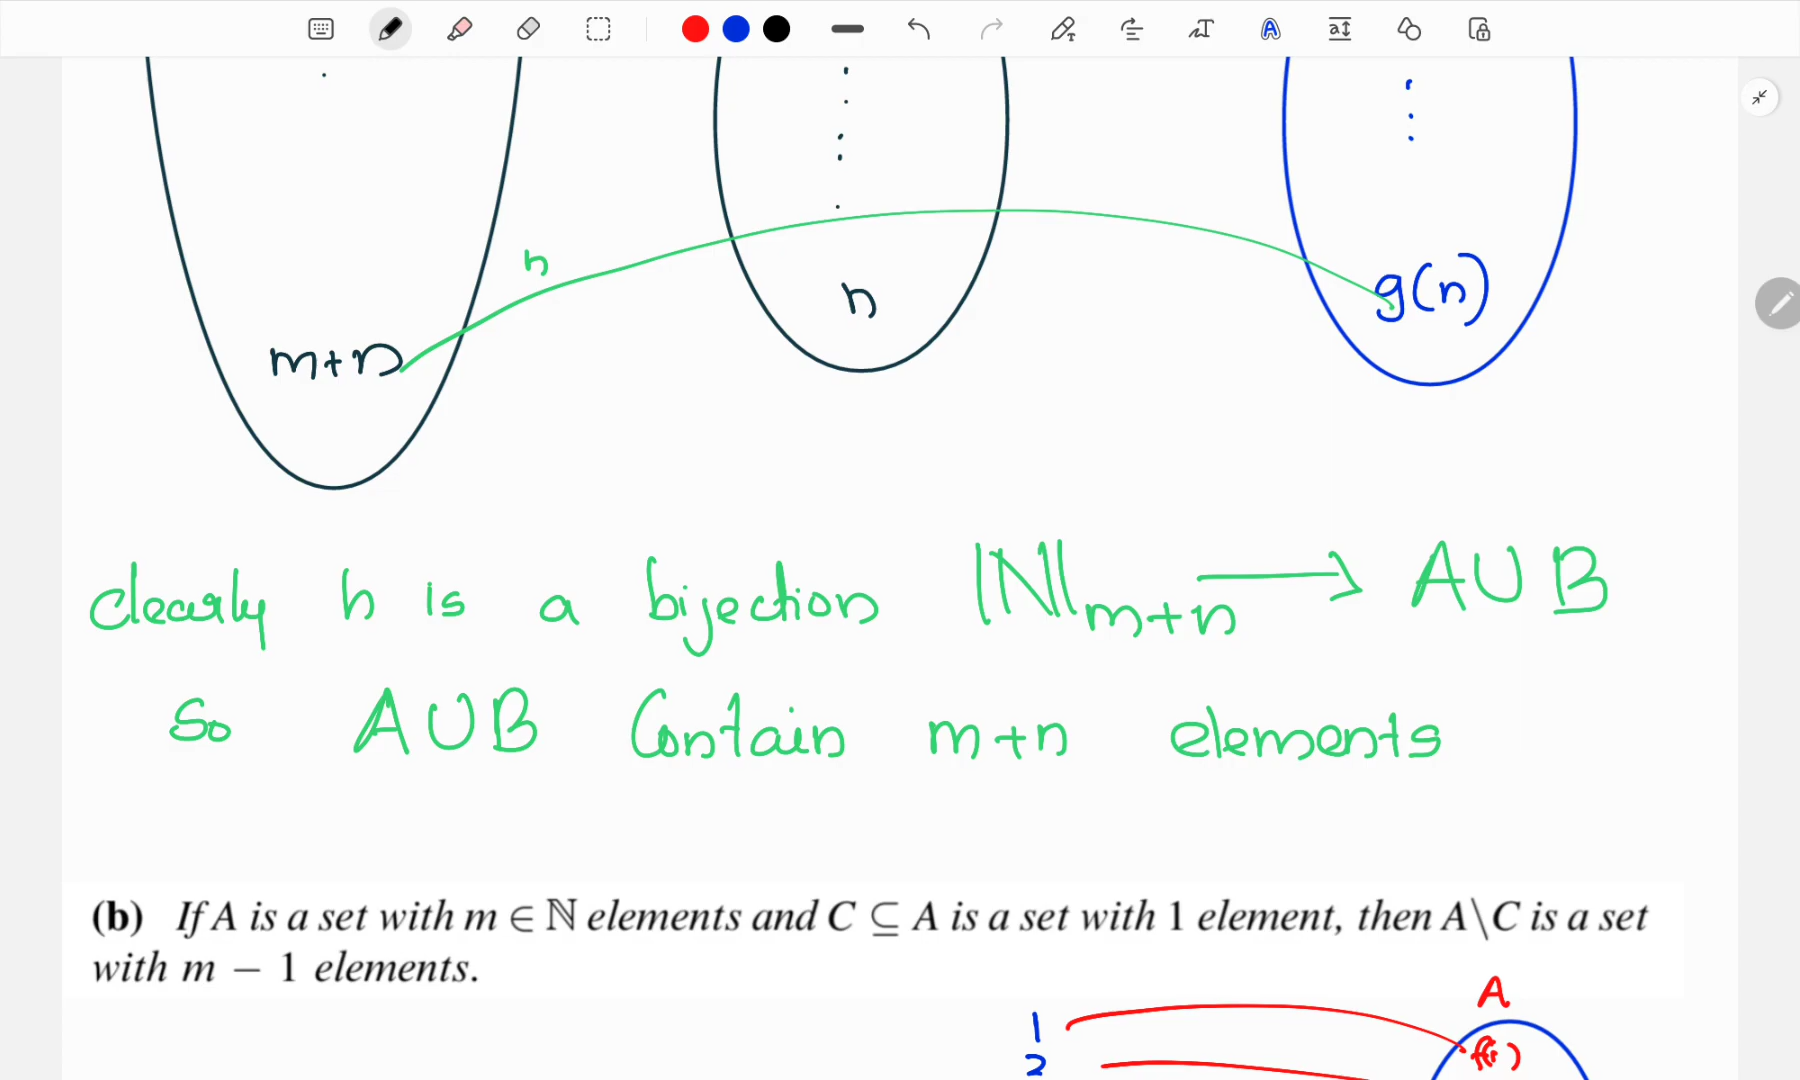 h
n
g(n)
m+n
clearly h is a bijection ℕ_{m+n} → A∪B
So A∪B Contain m+n elements
(b) If A is a set with m ∈ ℕ elements and C ⊆ A is a set with 1 element, then A\C is a set
with m − 1 elements.
A
1
2